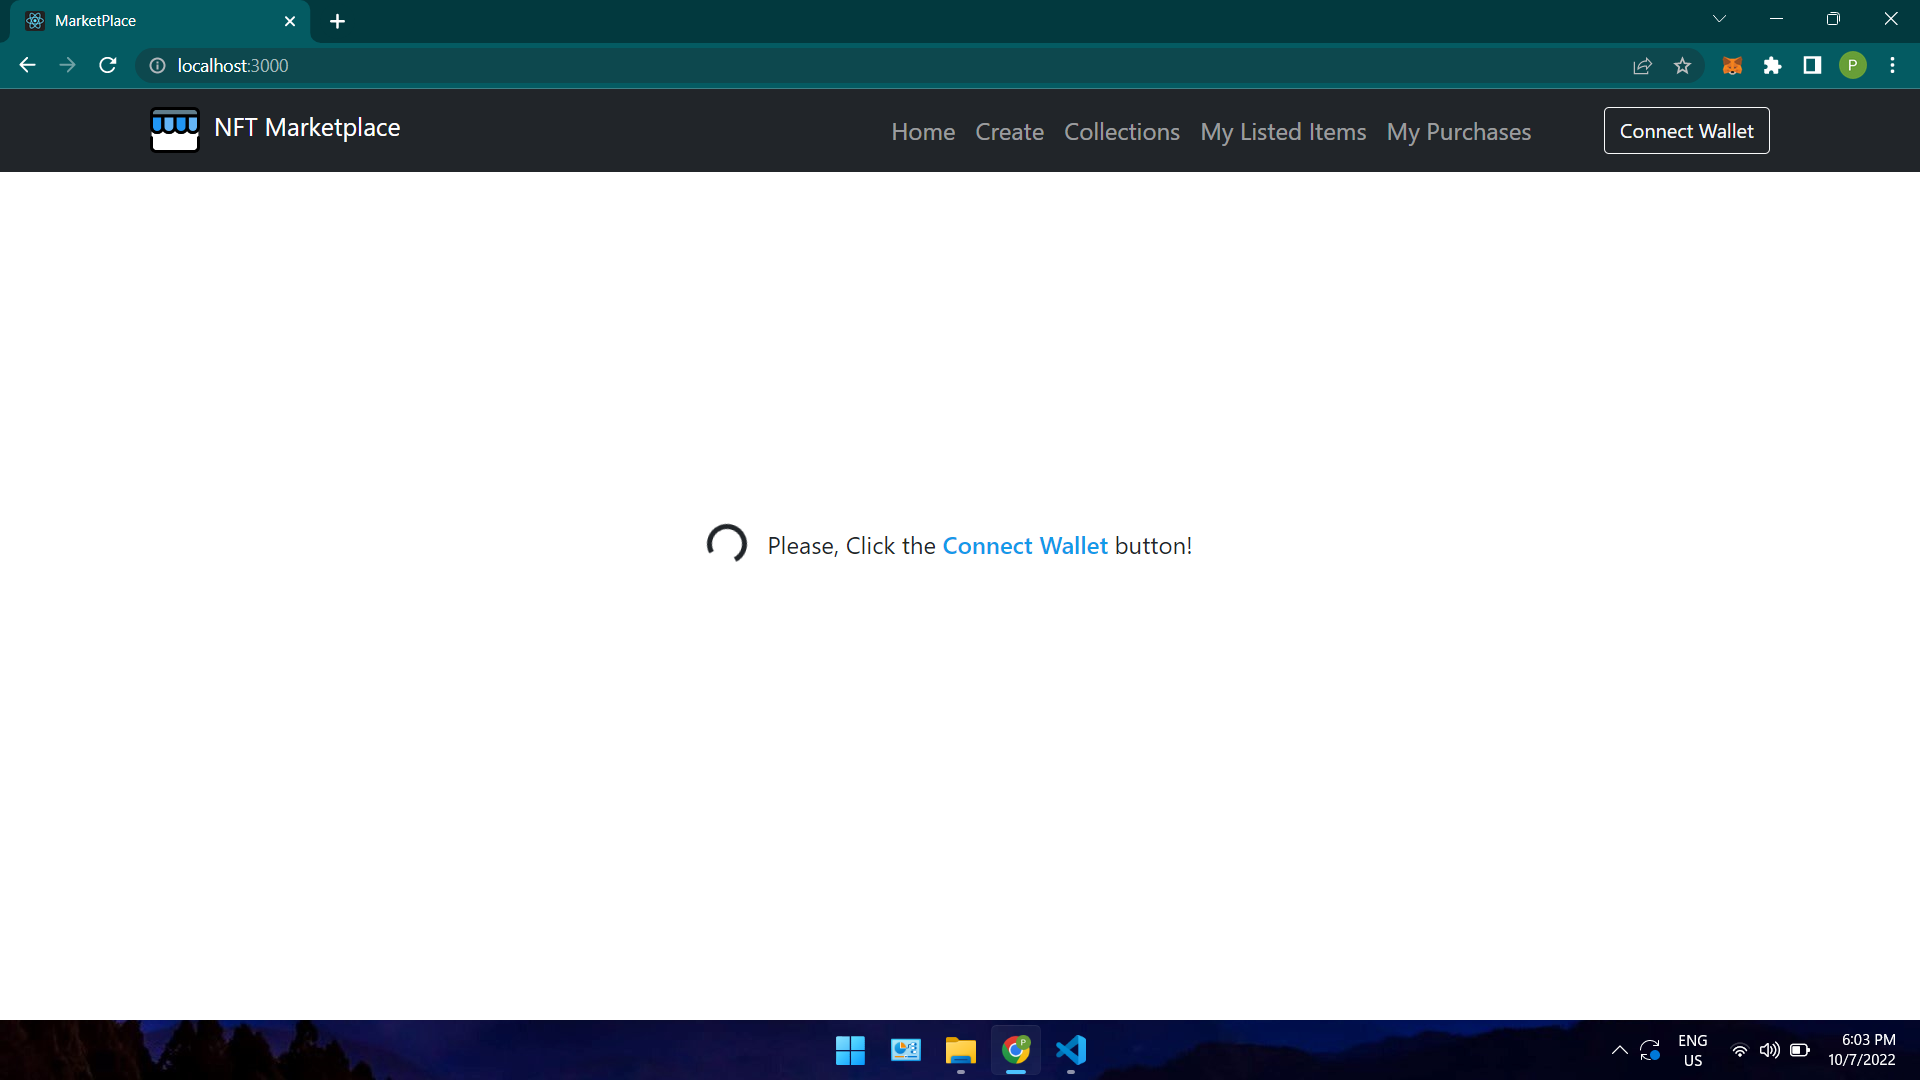 MarketPlace
localhost:3000
P
NFT Marketplace
Home Create Collections My Listed Items My Purchases Connect Wallet
Please, Click the Connect Wallet button!
P
ENG
US
6:03 PM
10/7/2022